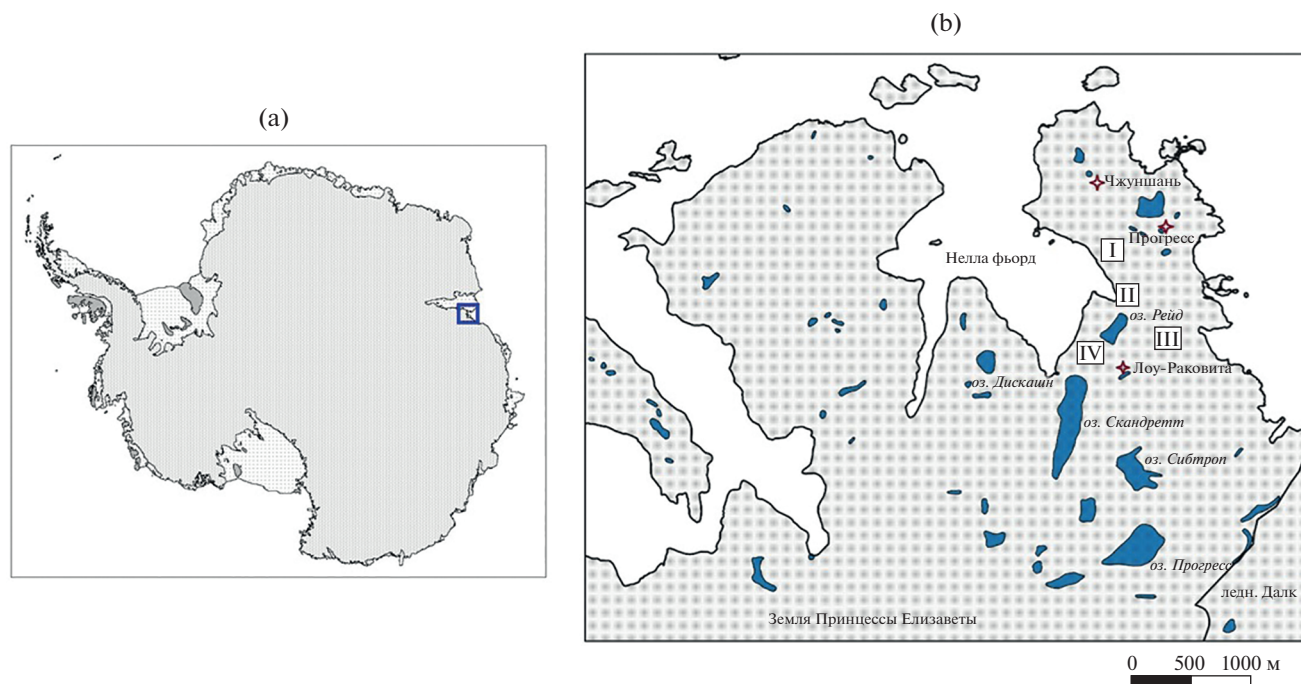 (a)
(b)
Чжуншань
Прогресс
I
Нелла фьорд
II
оз. Рейд
III
IV
Лоу-Раковита
оз. Дискашн
оз. Скандретт
оз. Сибтроп
оз. Прогресс
ледн. Далк
Земля Принцессы Елизаветы
0 500 1000 м